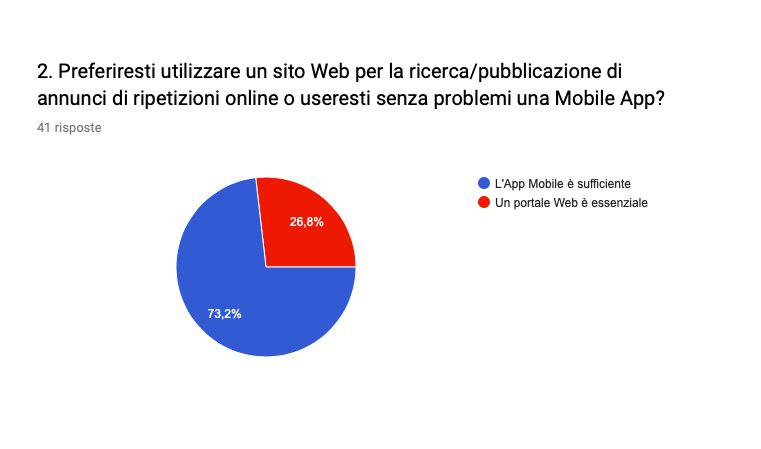 2. Preferiresti utilizzare un sito Web per la ricerca/pubblicazione di
annunci di ripetizioni online o useresti senza problemi una Mobile App?
41 risposte
L'App Mobile è sufficiente
Un portale Web è essenziale
26,8%
73,2%